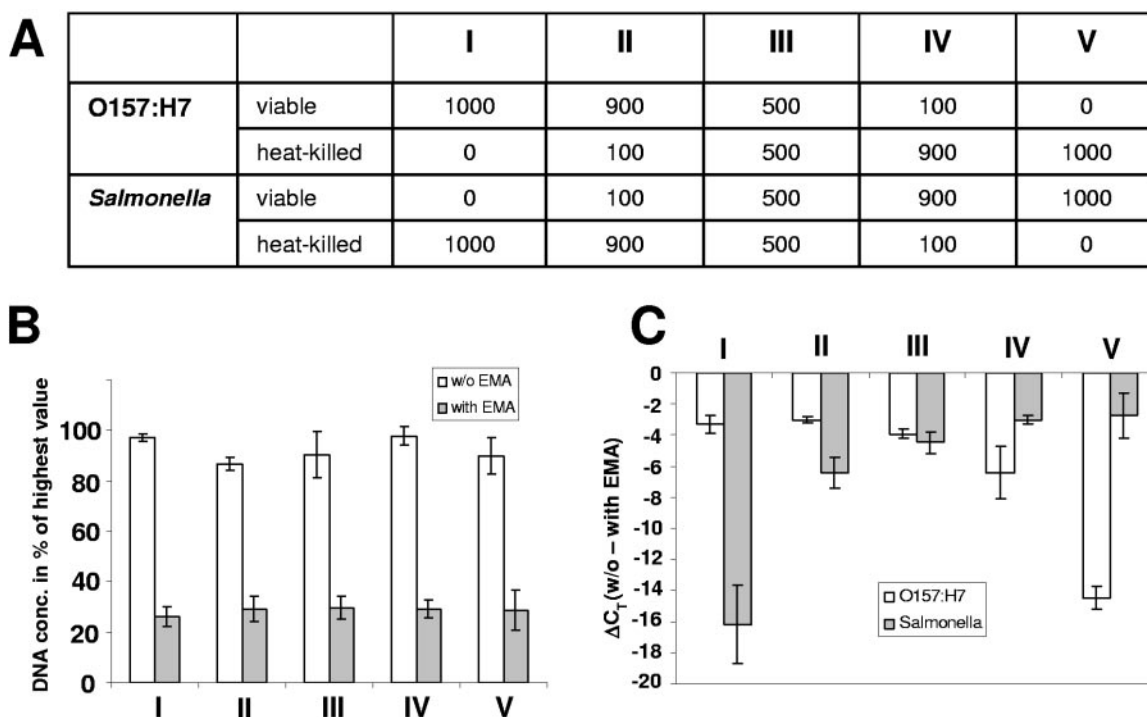 A
I II III IV V
O157:H7 viable 1000 900 500 100 0
heat-killed 0 100 500 900 1000
Salmonella viable 0 100 500 900 1000
heat-killed 1000 900 500 100 0
B
DNA conc. in % of highest value
w/o EMA
with EMA
100
80
60
40
20
0
I II III IV V
C
I II III IV V
ΔCT (w/o – with EMA)
0
-2
-4
-6
-8
-10
-12
-14
-16
-18
-20
O157:H7
Salmonella